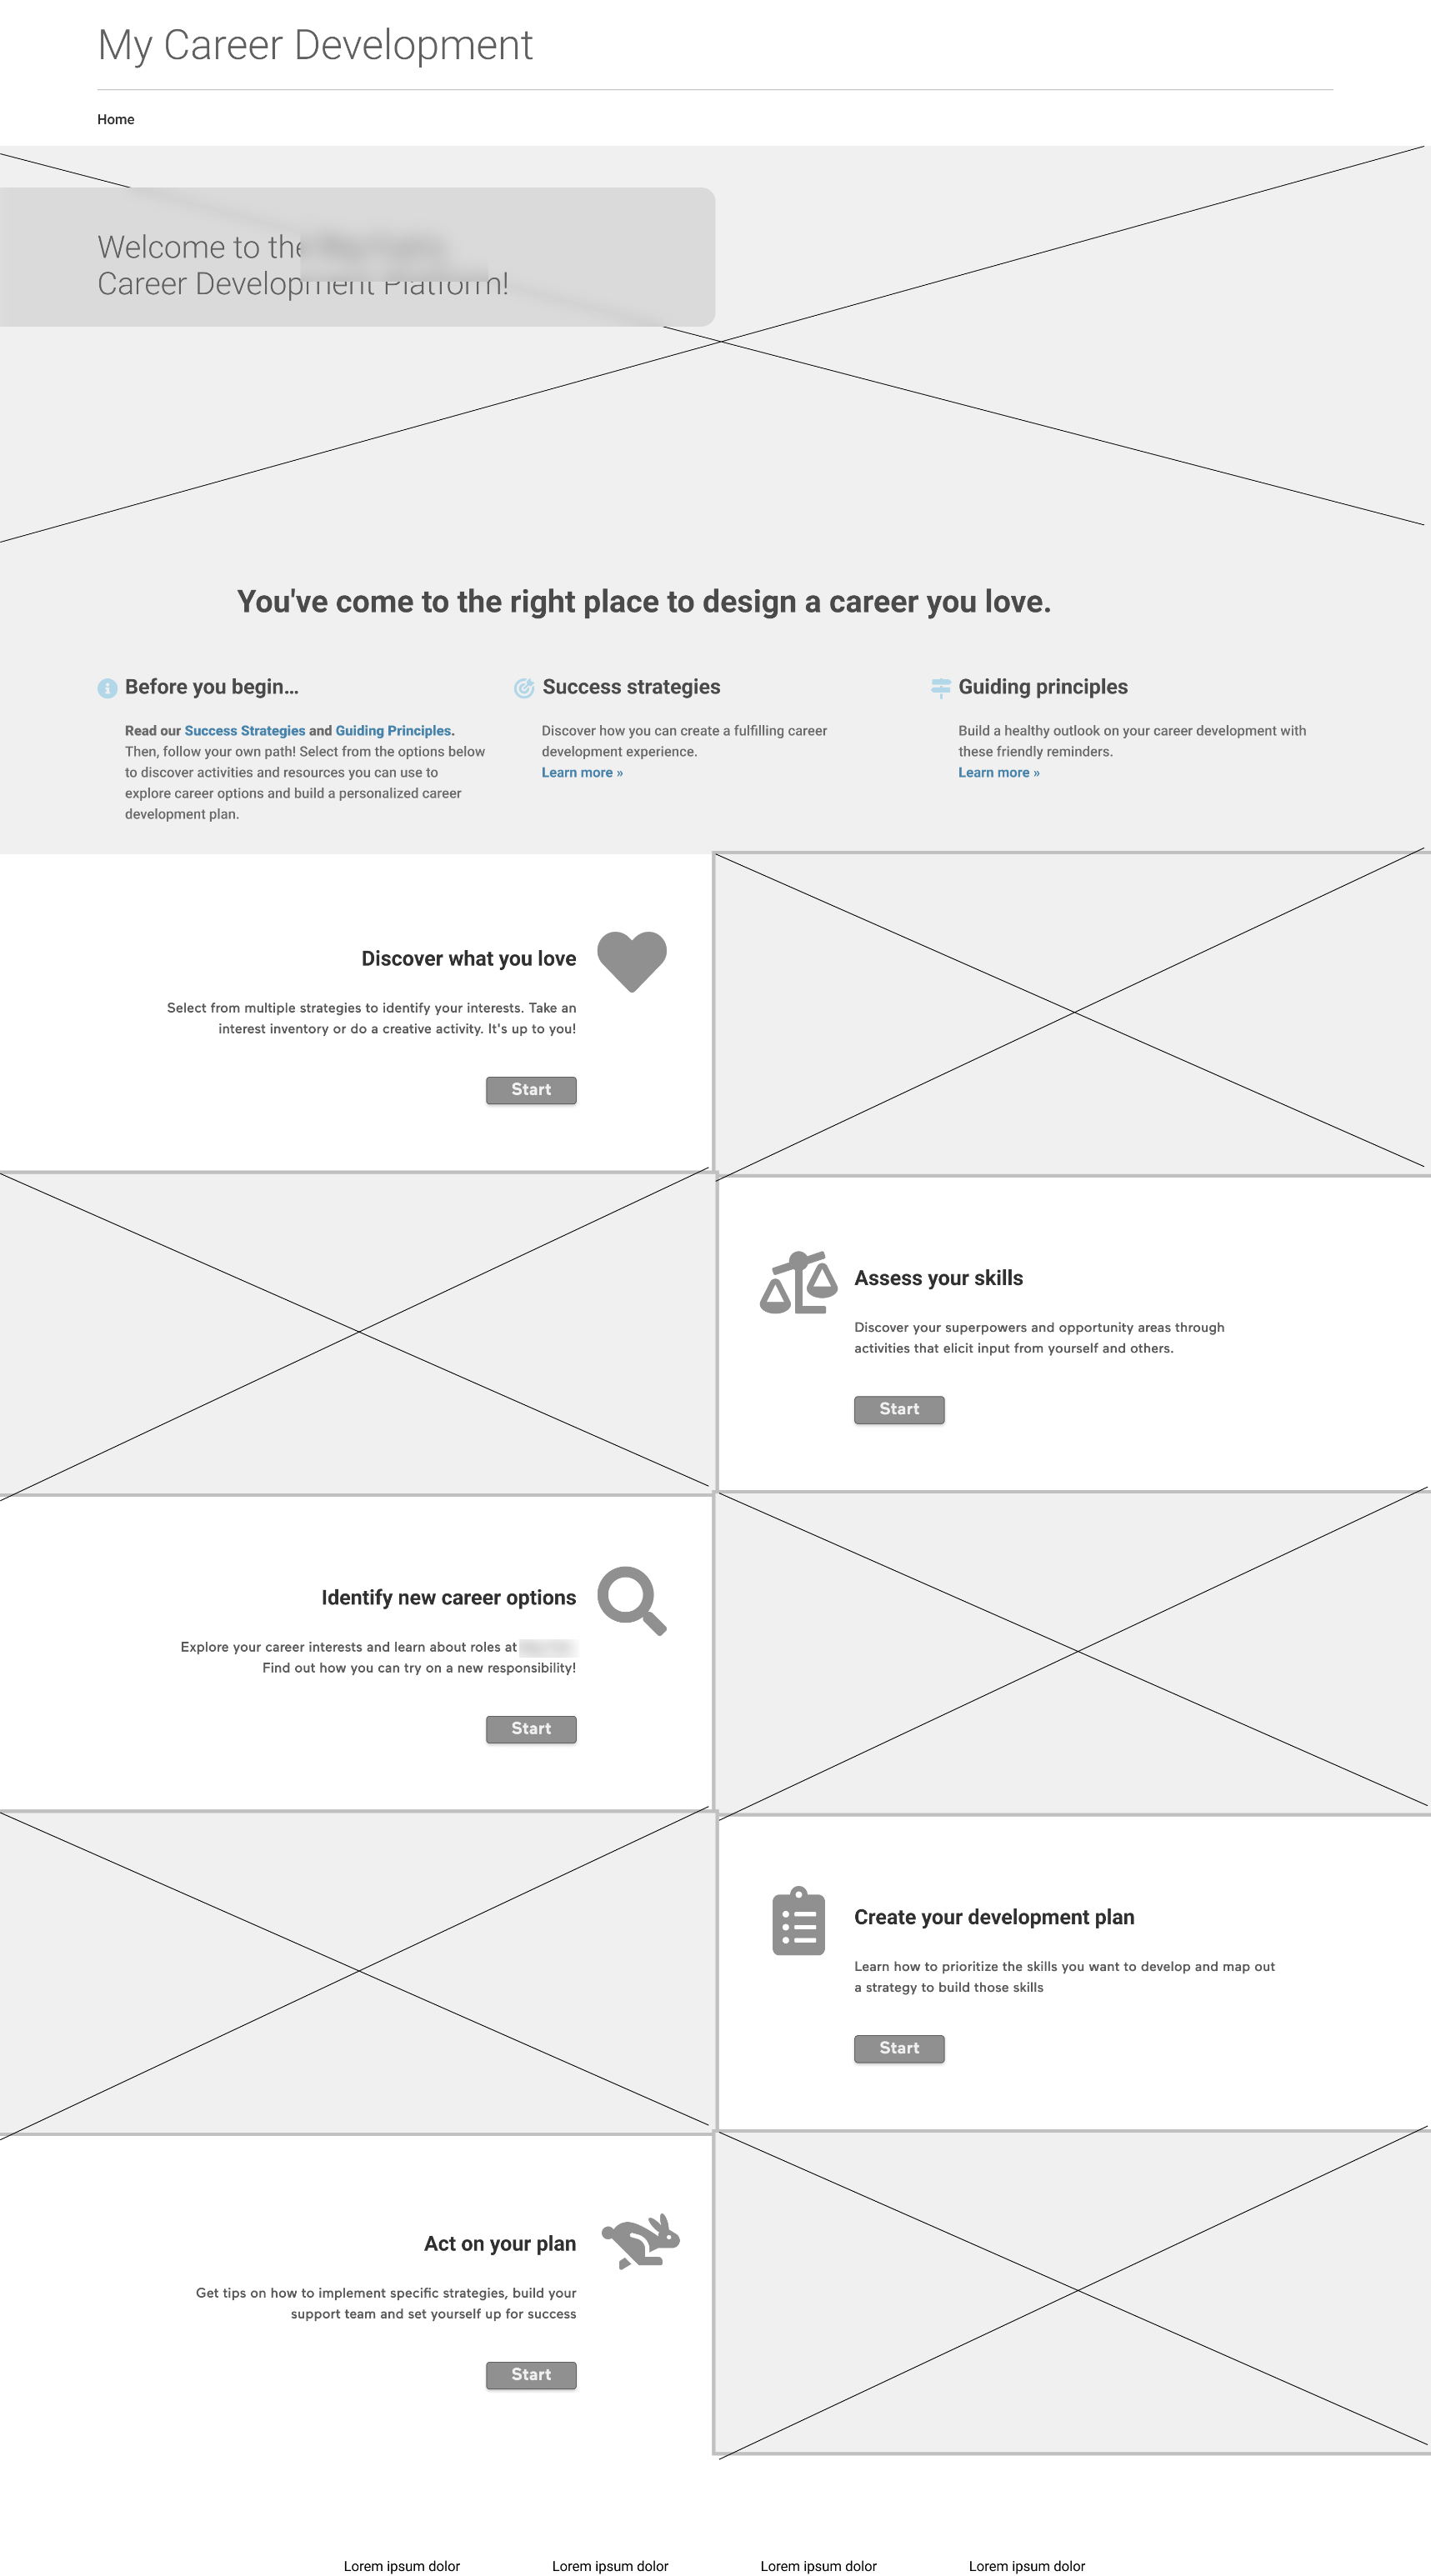 My Career Development
Home
Welcome to the
Career Development Platform!
You've come to the right place to design a career you love.
Before you begin...
Read our Success Strategies and Guiding Principles.
Then, follow your own path! Select from the options below
to discover activities and resources you can use to
explore career options and build a personalized career
development plan.
Success strategies
Discover how you can create a fulfilling career
development experience.
Learn more »
Guiding principles
Build a healthy outlook on your career development with
these friendly reminders.
Learn more »
Discover what you love
Select from multiple strategies to identify your interests. Take an
interest inventory or do a creative activity. It's up to you!
Start
Assess your skills
Discover your superpowers and opportunity areas through
activities that elicit input from yourself and others.
Start
Identify new career options
Explore your career interests and learn about roles at
Find out how you can try on a new responsibility!
Start
Create your development plan
Learn how to prioritize the skills you want to develop and map out
a strategy to build those skills
Start
Act on your plan
Get tips on how to implement specific strategies, build your
support team and set yourself up for success
Start
Lorem ipsum dolor
Lorem ipsum dolor
Lorem ipsum dolor
Lorem ipsum dolor